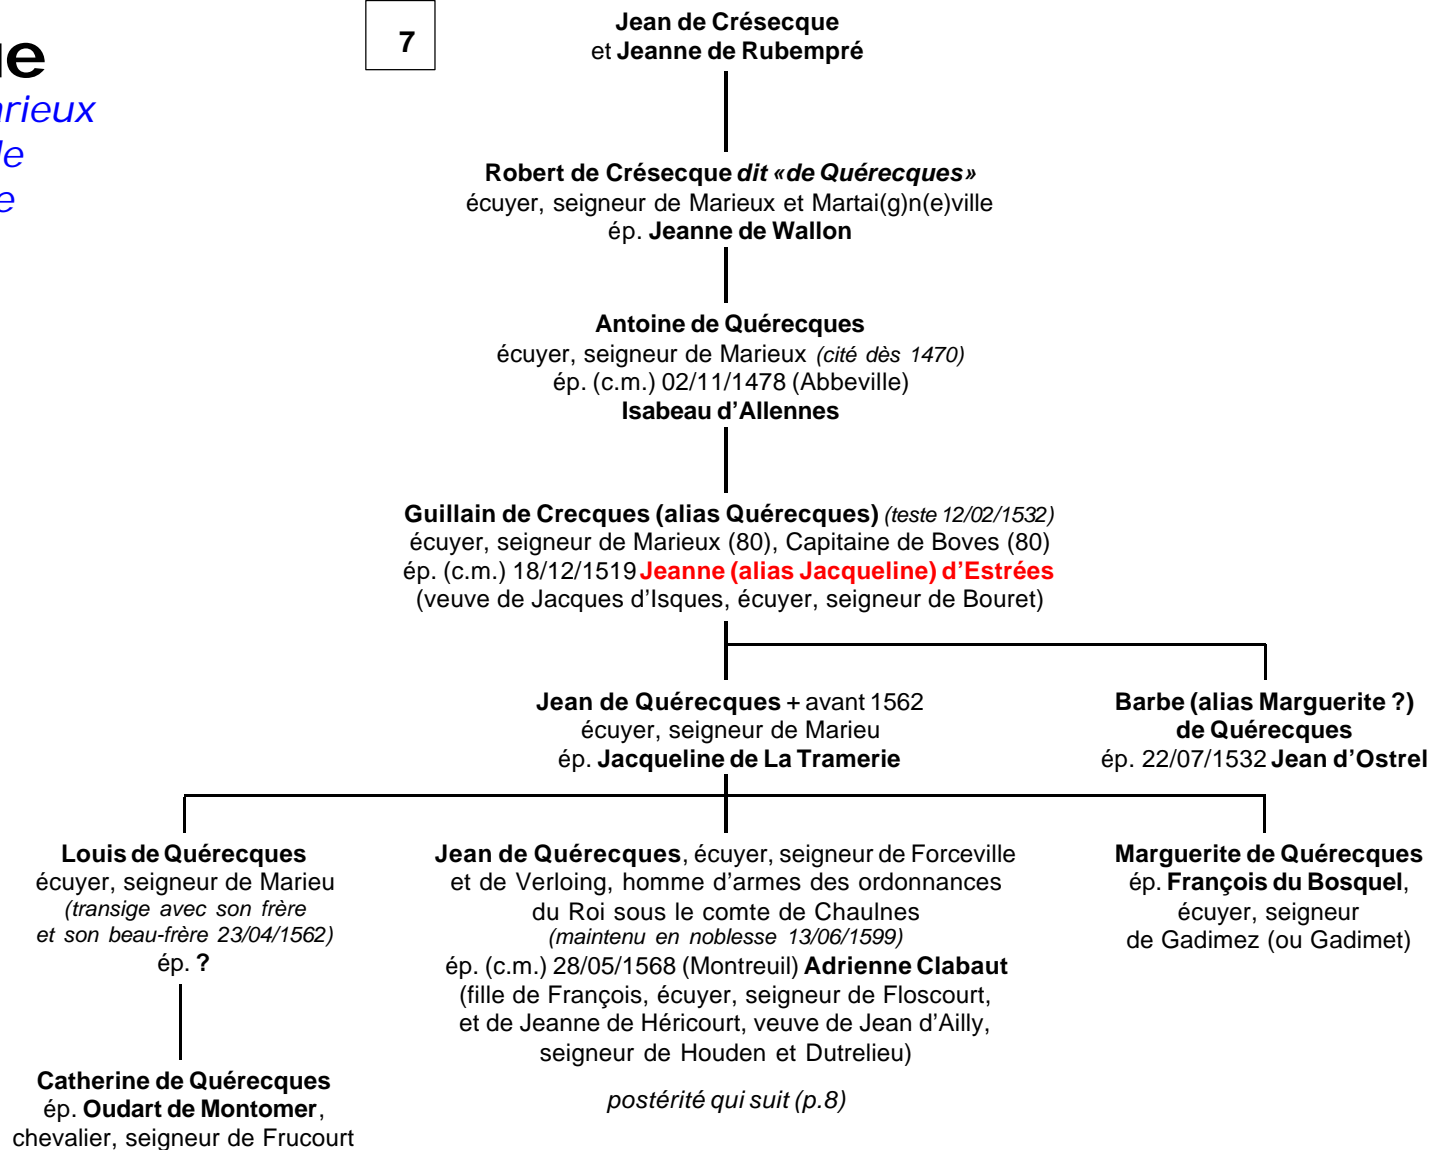 7
Jean de Crésecque
et Jeanne de Rubempré
Robert de Crésecque dit «de Quérecques»
écuyer, seigneur de Marieux et Martai(g)n(e)ville
ép. Jeanne de Wallon
Antoine de Quérecques
écuyer, seigneur de Marieux (cité dès 1470)
ép. (c.m.) 02/11/1478 (Abbeville)
Isabeau d’Allennes
Guillain de Crecques (alias Quérecques) (teste 12/02/1532)
écuyer, seigneur de Marieux (80), Capitaine de Boves (80)
ép. (c.m.) 18/12/1519 Jeanne (alias Jacqueline) d’Estrées
(veuve de Jacques d’Isques, écuyer, seigneur de Bouret)
Jean de Quérecques + avant 1562
écuyer, seigneur de Marieu
ép. Jacqueline de La Tramerie
Barbe (alias Marguerite ?)
de Quérecques
ép. 22/07/1532 Jean d’Ostrel
Louis de Quérecques
écuyer, seigneur de Marieu
(transige avec son frère
et son beau-frère 23/04/1562)
ép. ?
Catherine de Quérecques
ép. Oudart de Montomer,
chevalier, seigneur de Frucourt
Jean de Quérecques, écuyer, seigneur de Forceville
et de Verloing, homme d’armes des ordonnances
du Roi sous le comte de Chaulnes
(maintenu en noblesse 13/06/1599)
ép. (c.m.) 28/05/1568 (Montreuil) Adrienne Clabaut
(fille de François, écuyer, seigneur de Floscourt,
et de Jeanne de Héricourt, veuve de Jean d’Ailly,
seigneur de Houden et Dutrelieu)
postérité qui suit (p.8)
Marguerite de Quérecques
ép. François du Bosquel,
écuyer, seigneur
de Gadimez (ou Gadimet)